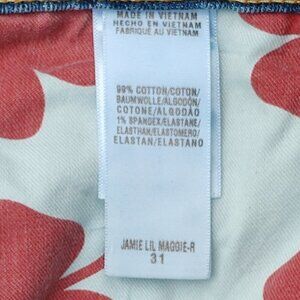 MADE IN VIETNAM
HECHO EN VIETNAM
FABRIQUÉ AU VIETNAM
99% COTTON/COTON/
BAUMWOLLE/ALGODÓN/
COTONE/ALGODÃO
1% SPANDEX/ELASTANE/
ELASTHAN/ELASTOMERO/
ELASTAN/ELASTANO
JAMIE LIL MAGGIE-R
31